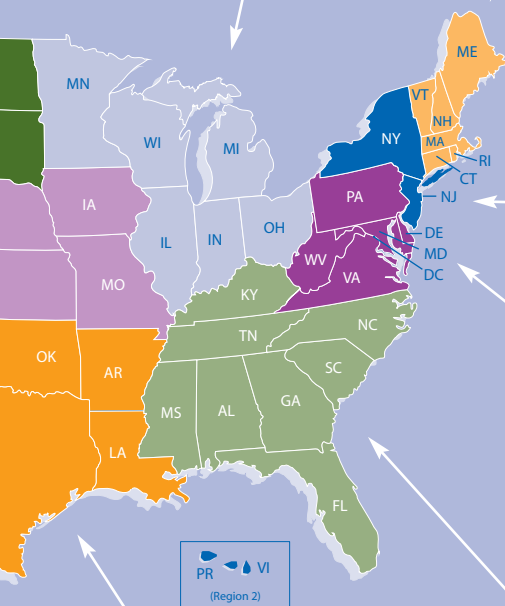 ME
MN
VT
NH
NY
WI
MA
MI
RI
CT
PA
NJ
IA
OH
DE
IL
IN
MD
WV
DC
VA
MO
KY
NC
TN
OK
SC
AR
GA
MS
AL
LA
FL
PR
VI
(Region 2)